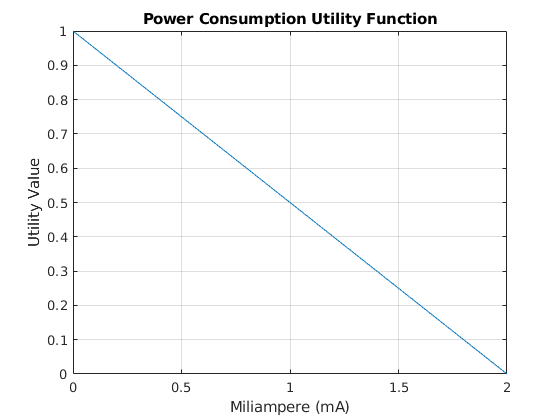 Power Consumption Utility Function
1
0.9
0.8
0.7
0.6
0.5
0.4
0.3
0.2
0.1
0
Utility Value
0 0.5 1 1.5 2
Miliampere (mA)